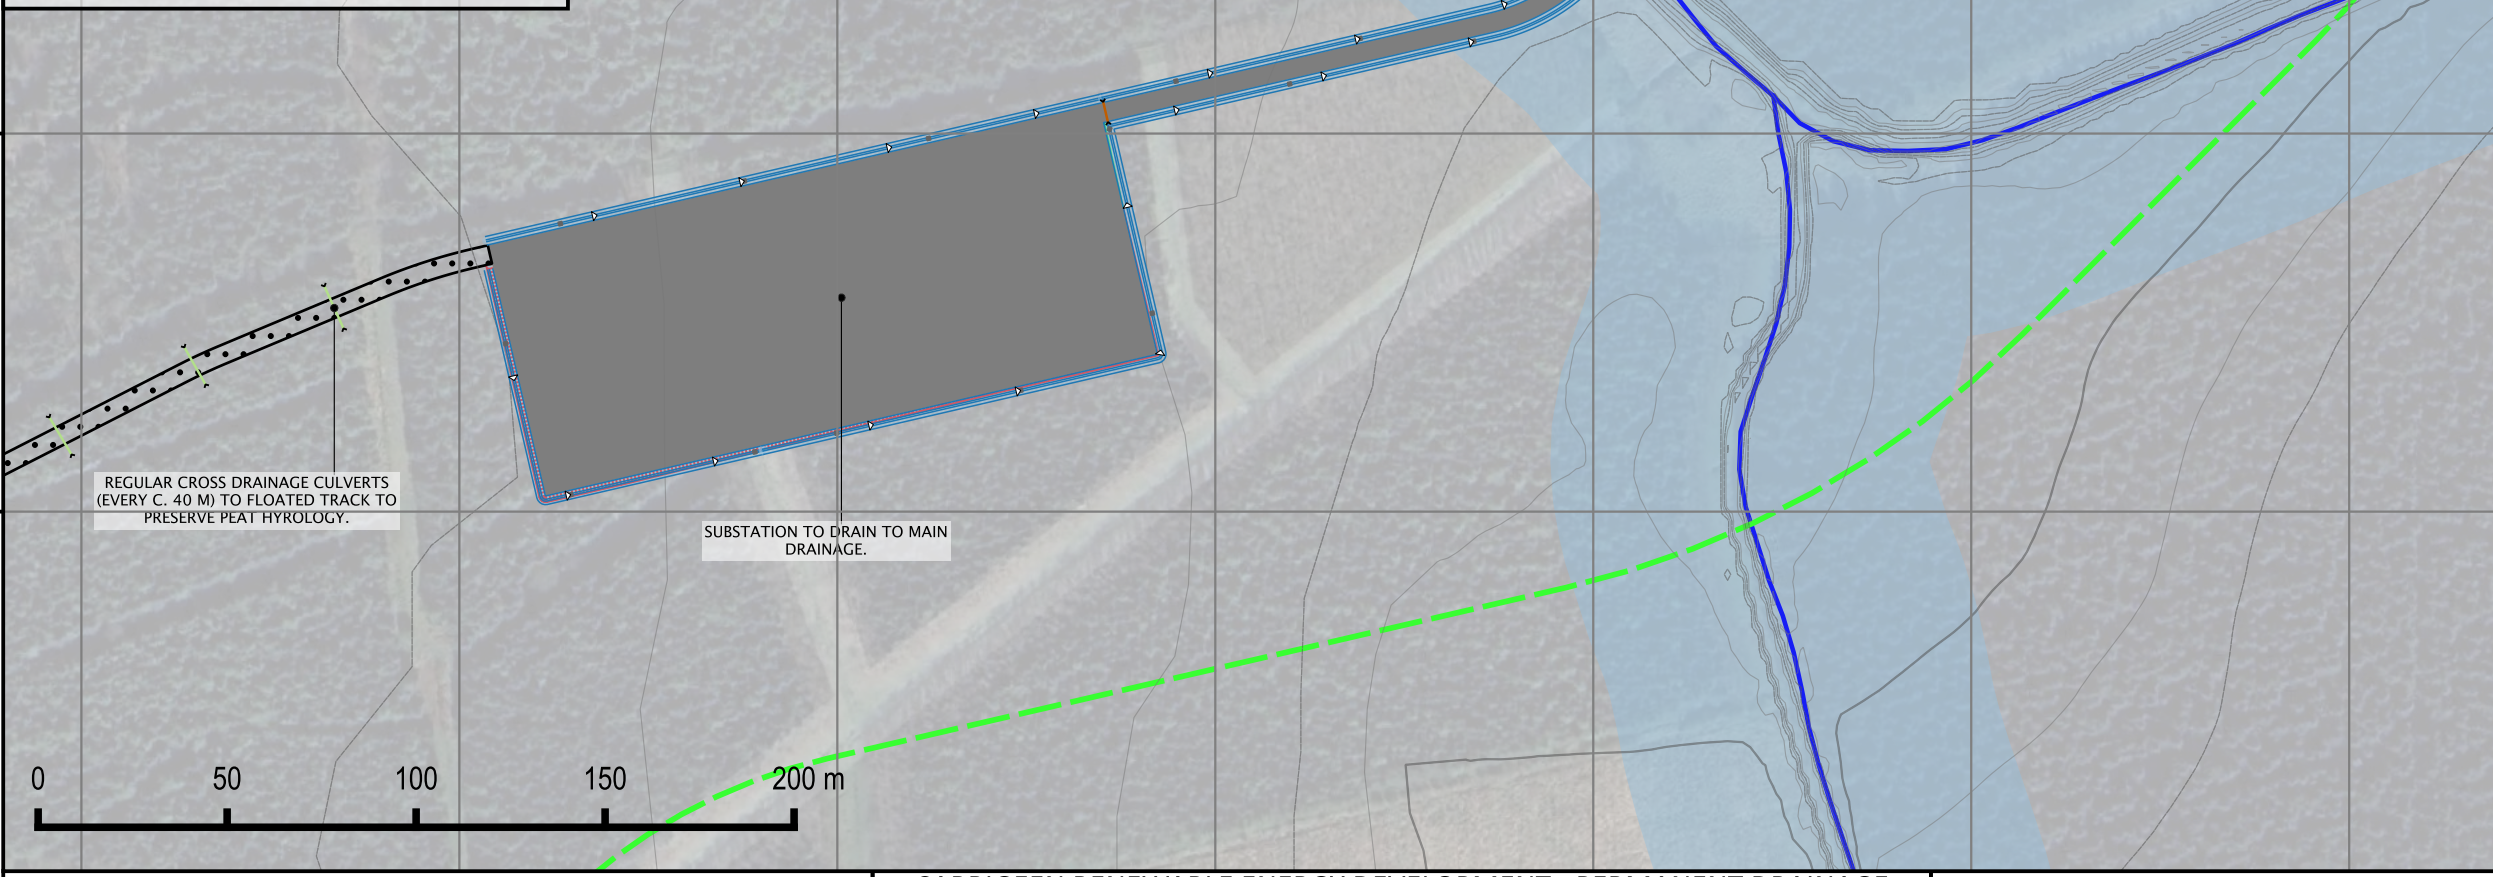 REGULAR CROSS DRAINAGE CULVERTS
(EVERY C. 40 M) TO FLOATED TRACK TO
PRESERVE PEAT HYROLOGY.
SUBSTATION TO DRAIN TO MAIN
DRAINAGE.
0 50 100 150 200 m